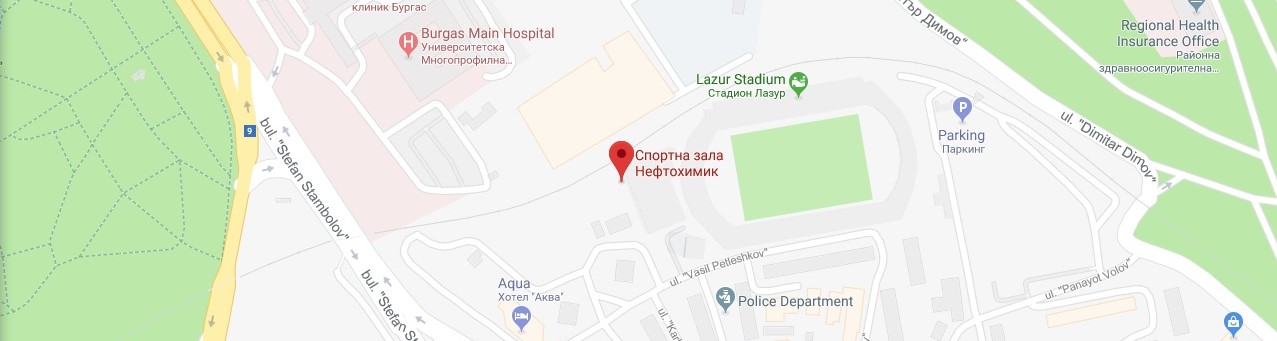 клиник Бургас
Burgas Main Hospital
Университетска
Многопрофилна...
ър Димов"
Regional Health
Insurance Office
Районна
здравноосигурителна...
Lazur Stadium
Стадион Лазур
P
Parking
Паркинг
ul. "Dimitar Dimov"
9
bul. "Stefan Stambolov"
Спортна зала
Нефтохимик
H
ul. "Vasil Petleshkov"
ul. "Panayot Volov"
bul. "Stefan
Aqua
Хотел "Аква"
Police Department
ul. "Kar